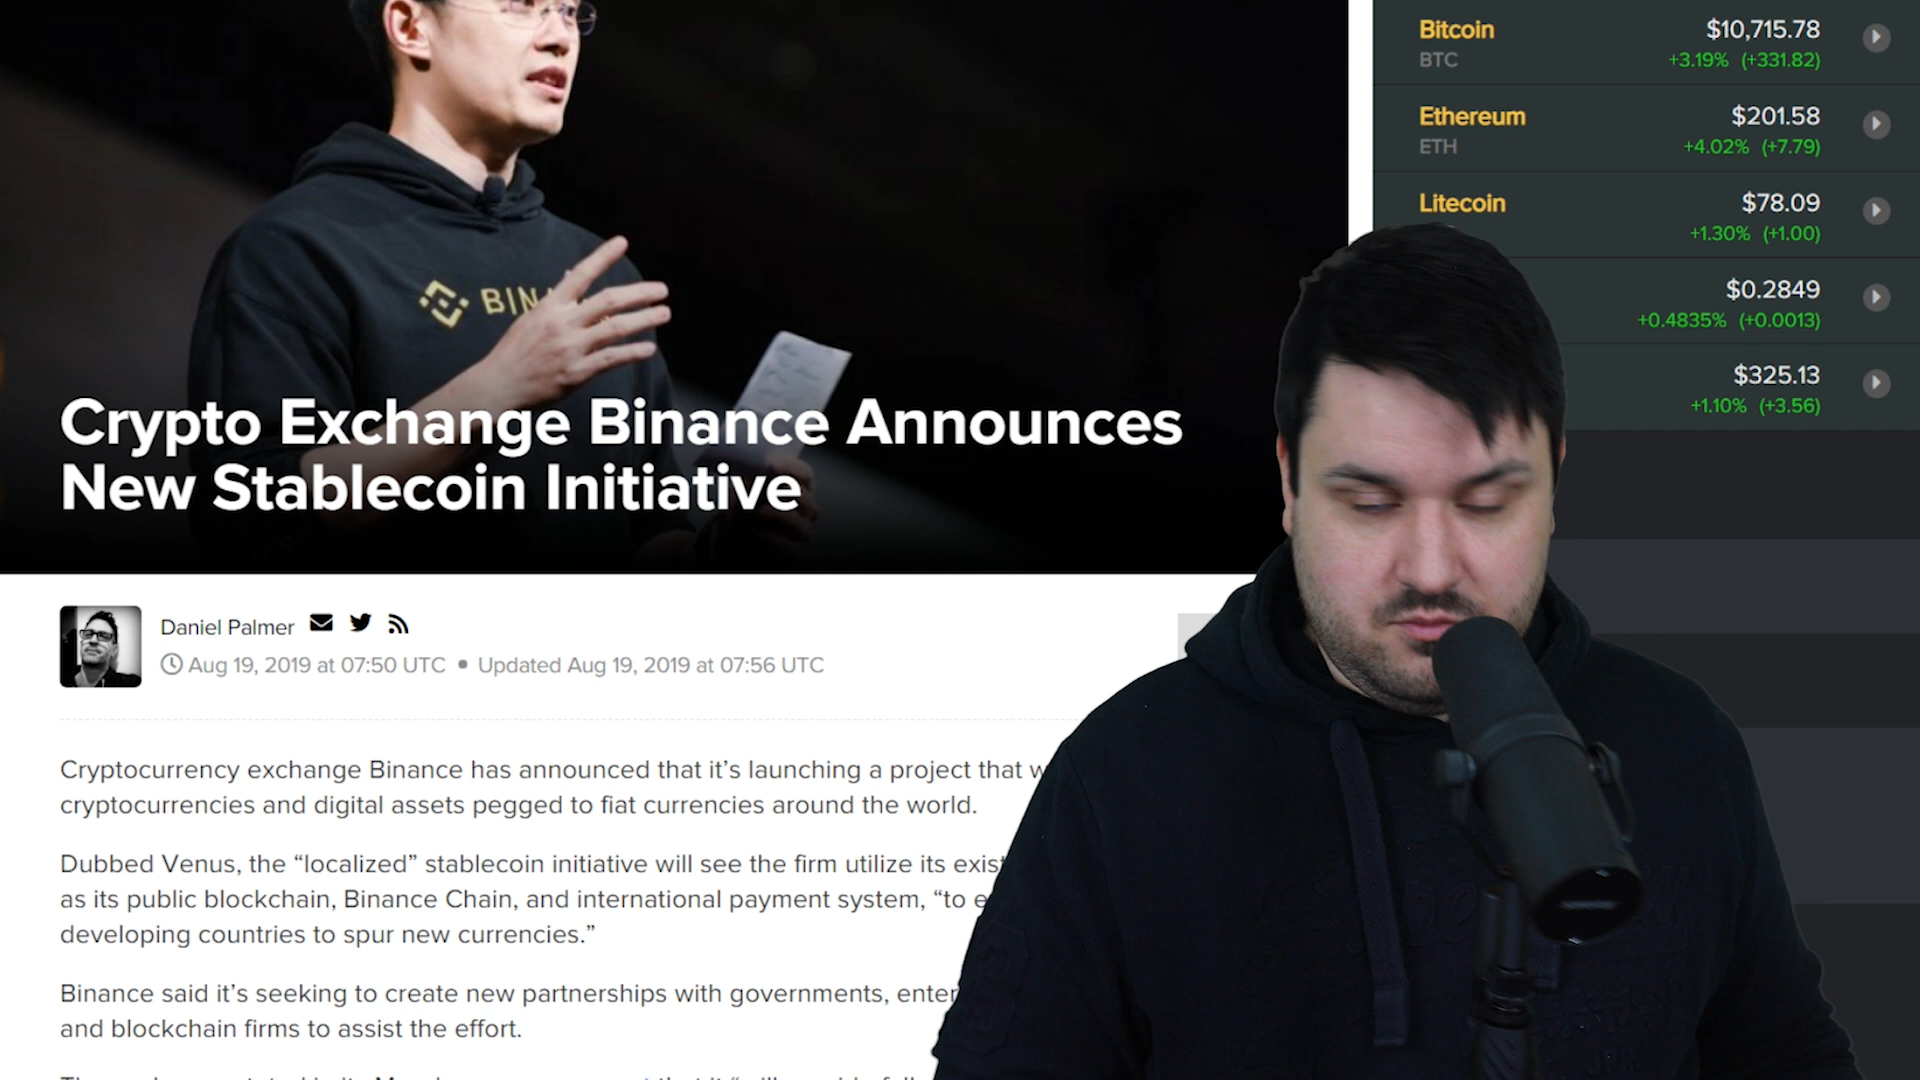 Bitcoin
$10,715.78
BTC
+3.19% (+331.82)
Ethereum
$201.58
ETH
+4.02% (+7.79)
Litecoin
$78.09
+1.30% (+1.00)
$0.2849
+0.4835% (+0.0013)
$325.13
+1.10% (+3.56)
BIN
Crypto Exchange Binance Announces
New Stablecoin Initiative
Daniel Palmer
Aug 19, 2019 at 07:50 UTC • Updated Aug 19, 2019 at 07:56 UTC
Cryptocurrency exchange Binance has announced that it’s launching a project that
cryptocurrencies and digital assets pegged to fiat currencies around the world.
Dubbed Venus, the “localized” stablecoin initiative will see the firm utilize its exist
as its public blockchain, Binance Chain, and international payment system, “to
developing countries to spur new currencies.”
Binance said it’s seeking to create new partnerships with governments, enter
and blockchain firms to assist the effort.